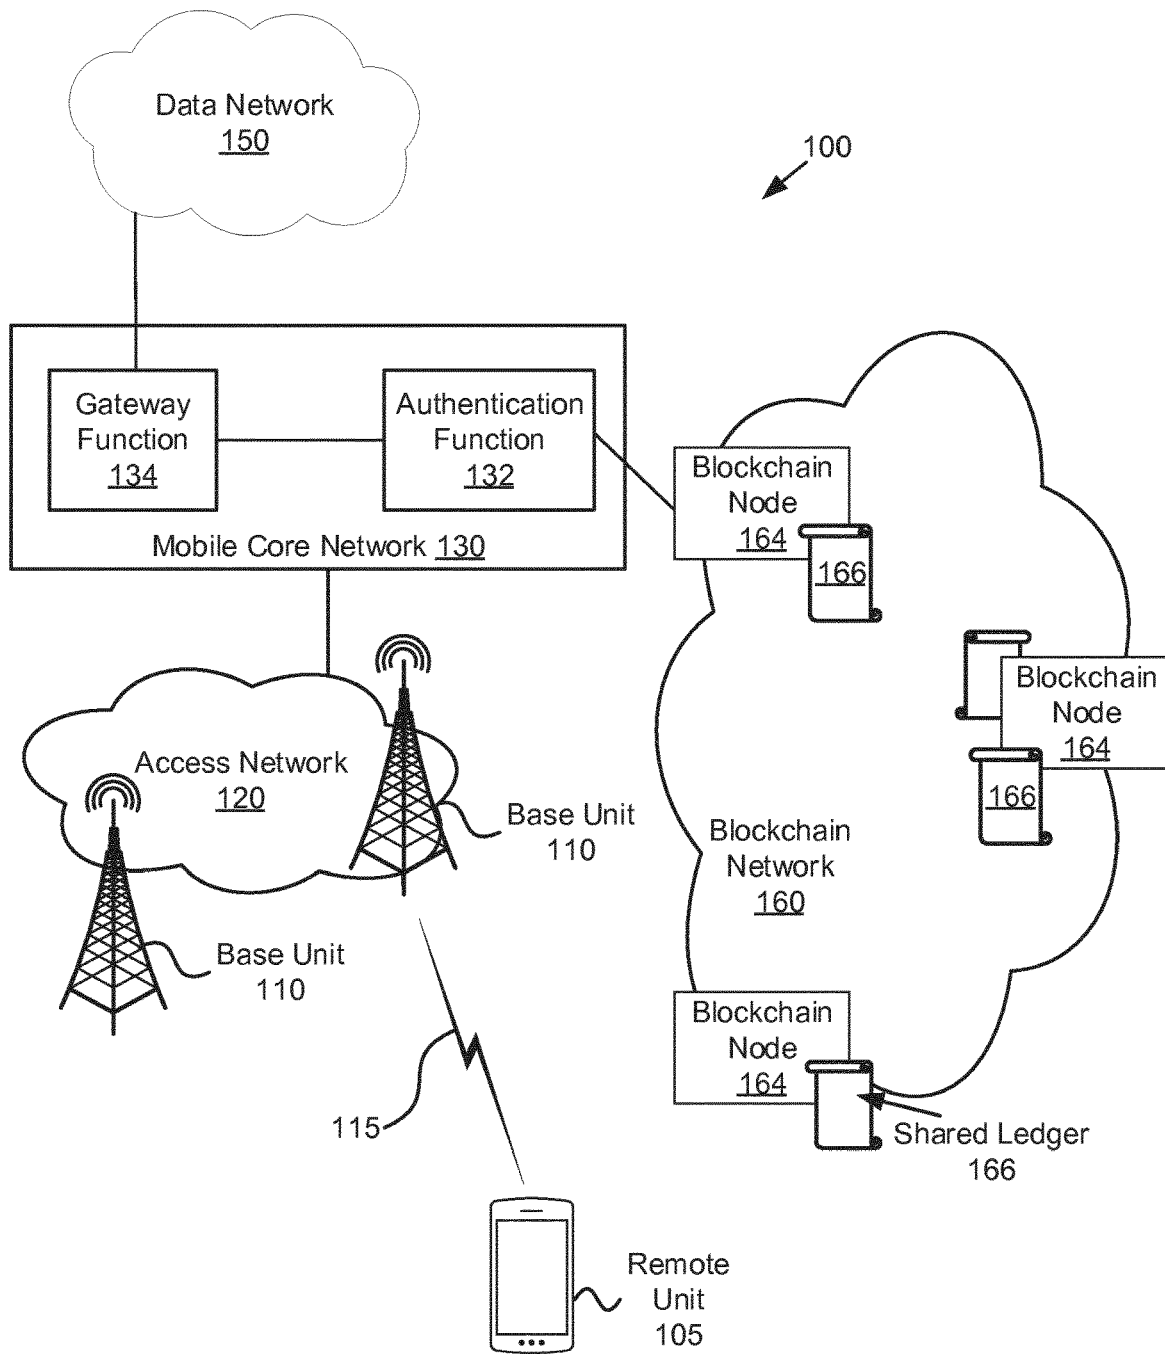 Data Network
150
100
Gateway
Function
134
Authentication
Function
132
Mobile Core Network 130
Blockchain
Node
164
166
Blockchain
Node
164
166
Access Network
120
Base Unit
110
Base Unit
110
Blockchain
Network
160
Blockchain
Node
164
Shared Ledger
166
115
Remote
Unit
105